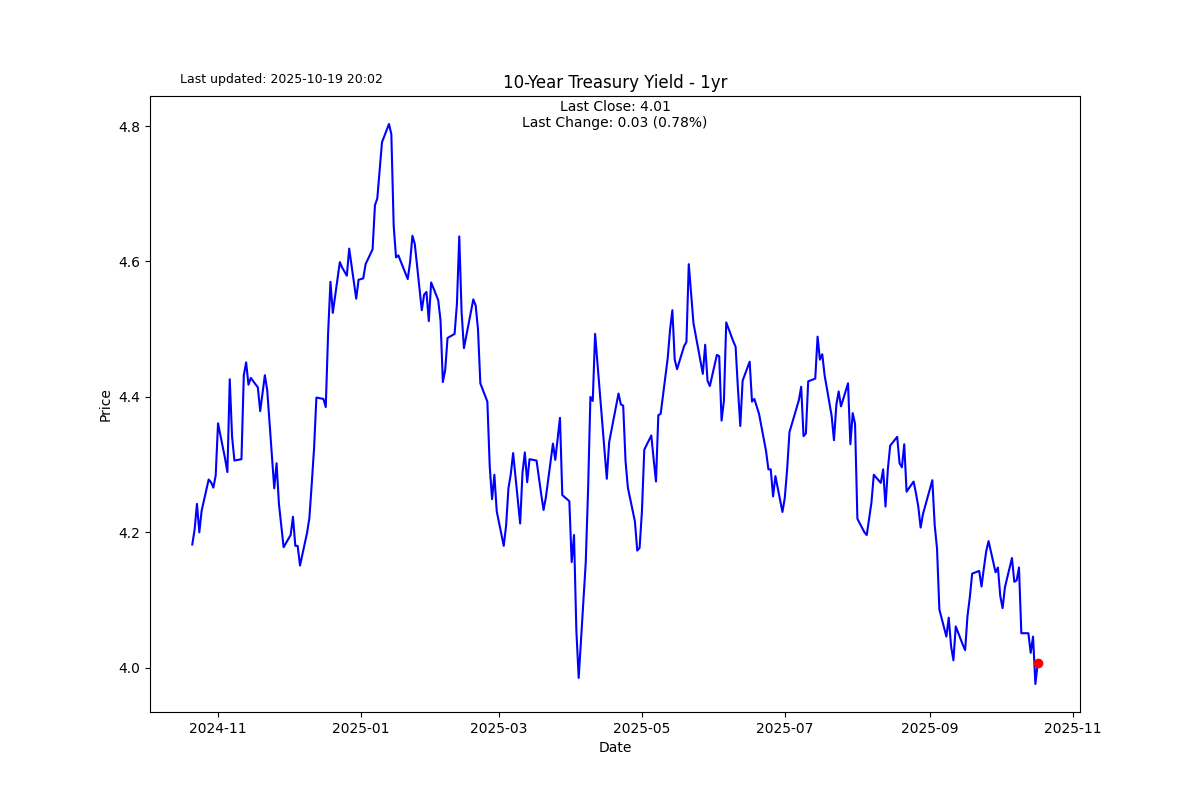 Last updated: 2025-10-19 20:02
10-Year Treasury Yield - 1yr
Last Close: 4.01
Last Change: 0.03 (0.78%)
Price
4.8
4.6
4.4
4.2
4.0
2024-11
2025-01
2025-03
2025-05
2025-07
2025-09
2025-11
Date